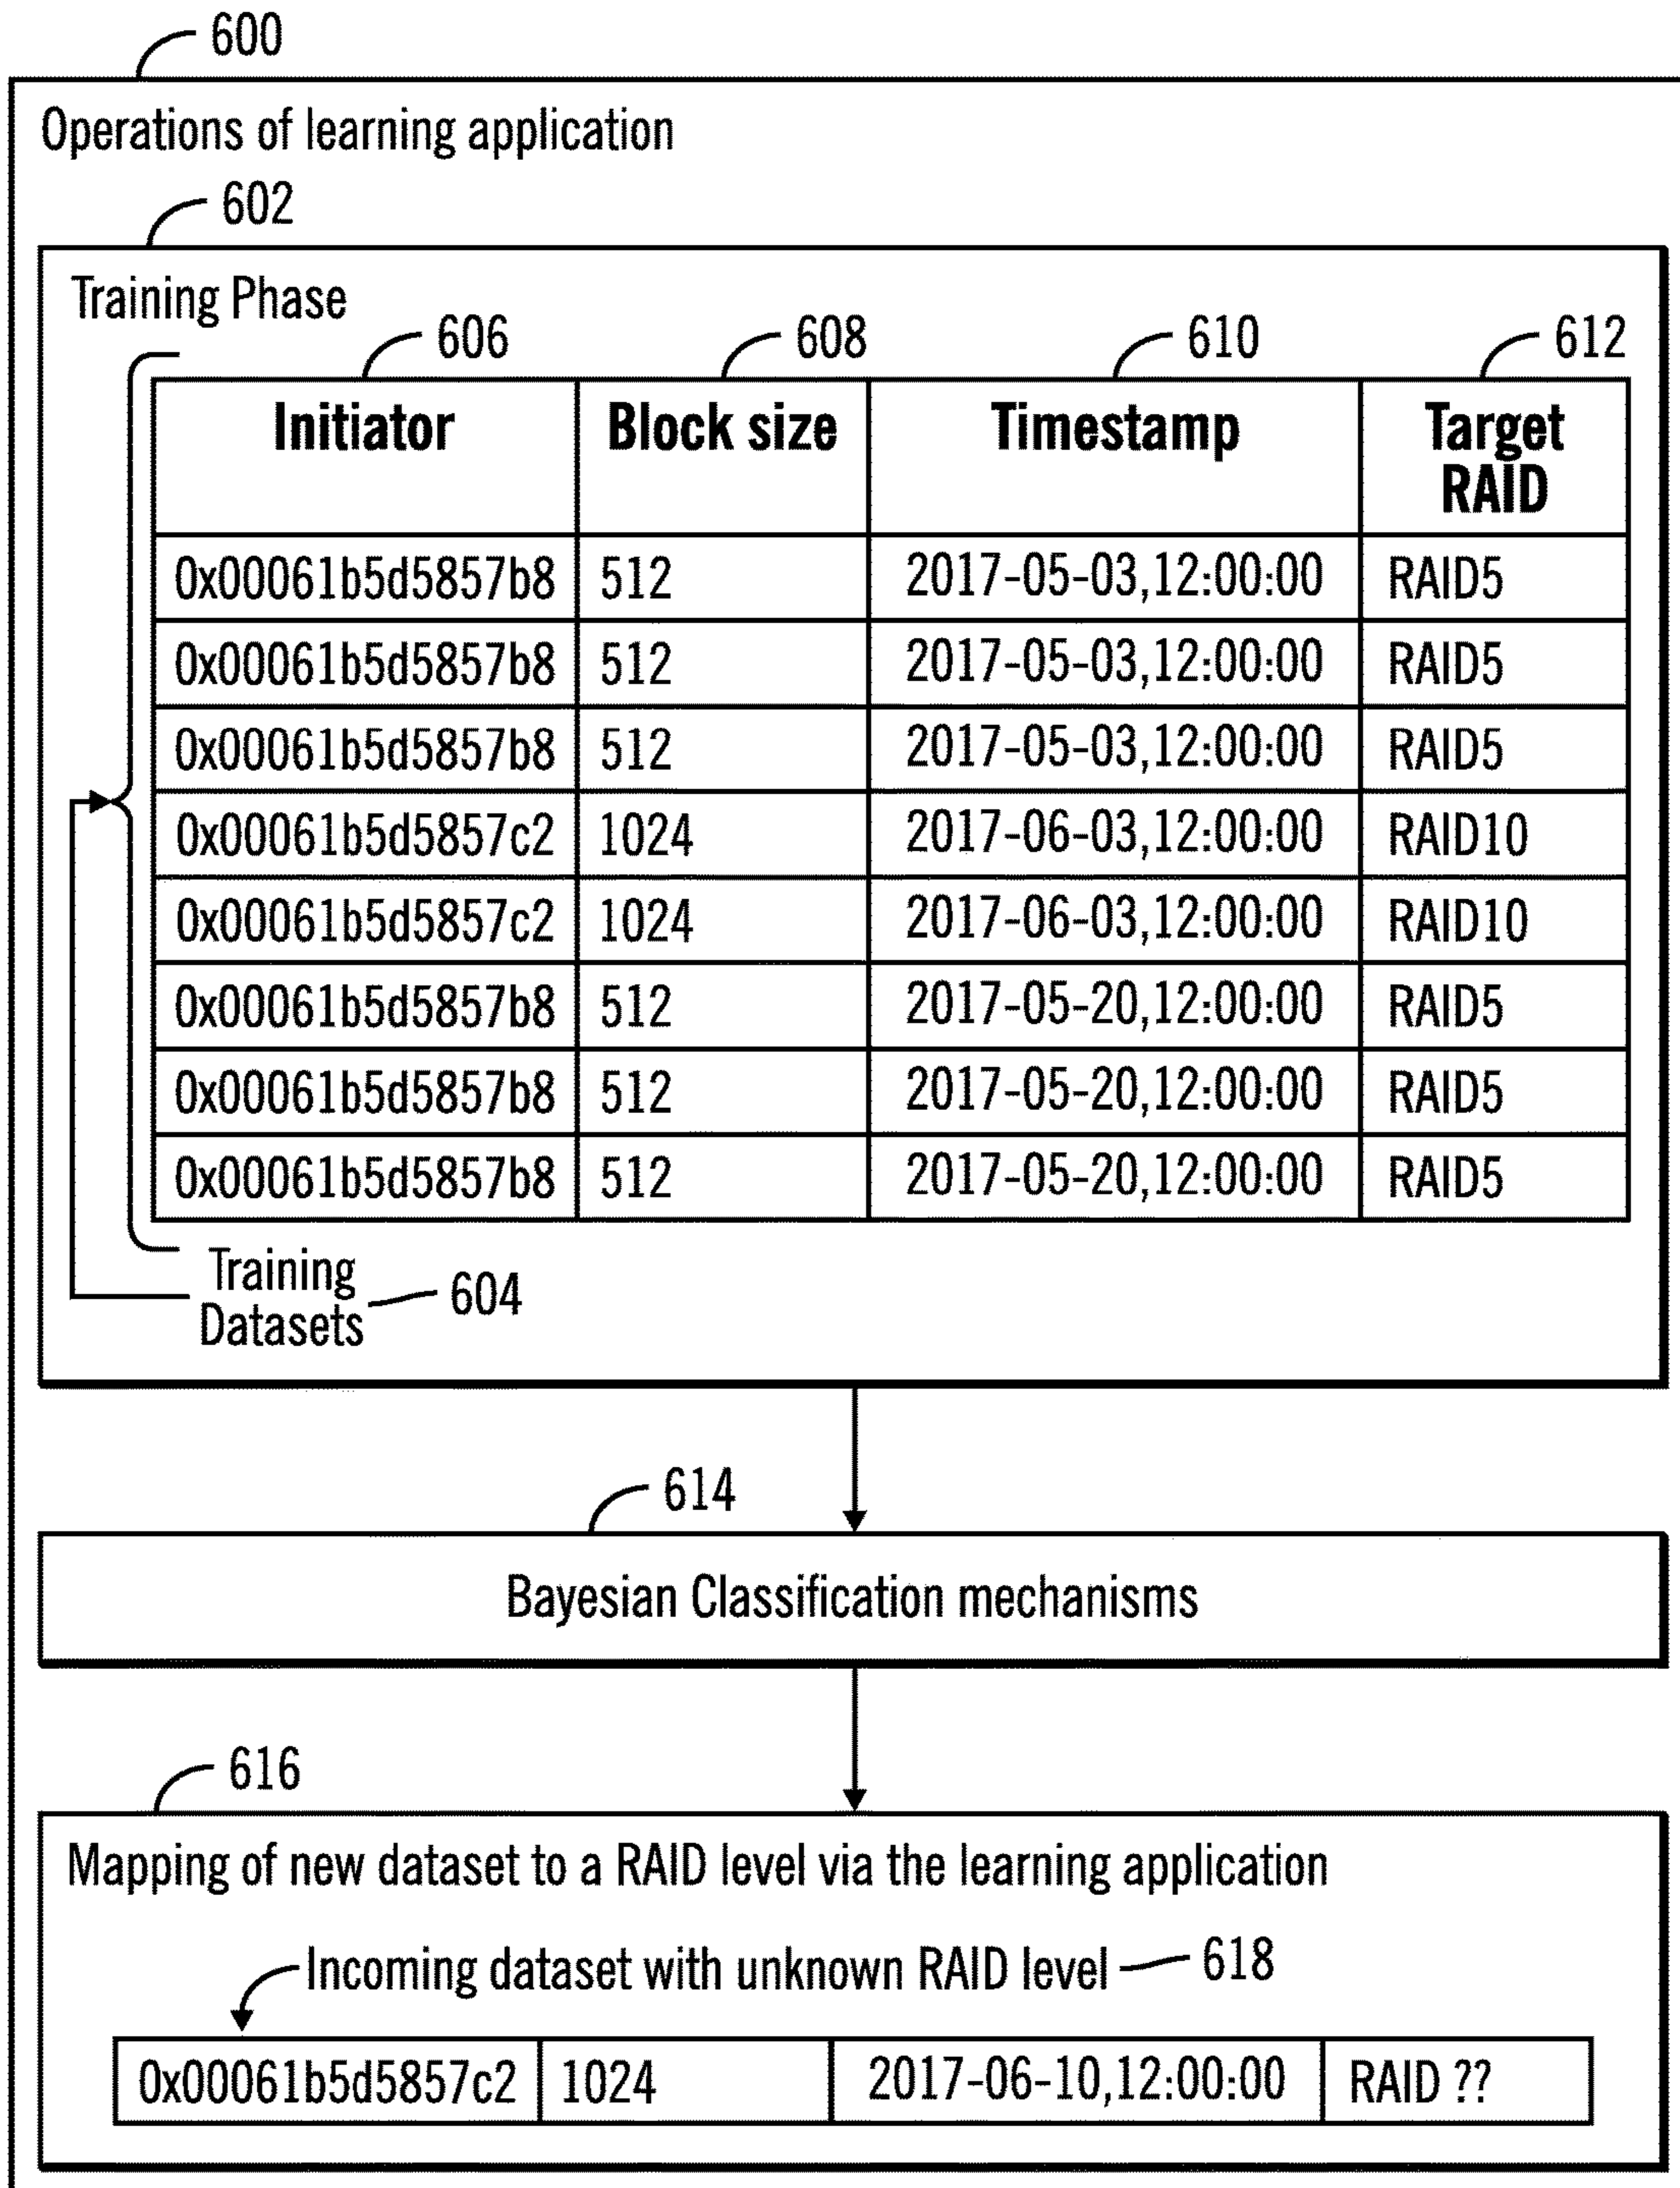 600
Operations of learning application
602
Training Phase
606 608 610 612
Initiator Block size Timestamp Target RAID
0x00061b5d5857b8 512 2017-05-03,12:00:00 RAID5
0x00061b5d5857b8 512 2017-05-03,12:00:00 RAID5
0x00061b5d5857b8 512 2017-05-03,12:00:00 RAID5
0x00061b5d5857c2 1024 2017-06-03,12:00:00 RAID10
0x00061b5d5857c2 1024 2017-06-03,12:00:00 RAID10
0x00061b5d5857b8 512 2017-05-20,12:00:00 RAID5
0x00061b5d5857b8 512 2017-05-20,12:00:00 RAID5
0x00061b5d5857b8 512 2017-05-20,12:00:00 RAID5
Training
Datasets 604
614
Bayesian Classification mechanisms
616
Mapping of new dataset to a RAID level via the learning application
Incoming dataset with unknown RAID level 618
0x00061b5d5857c2 1024 2017-06-10,12:00:00 RAID ??